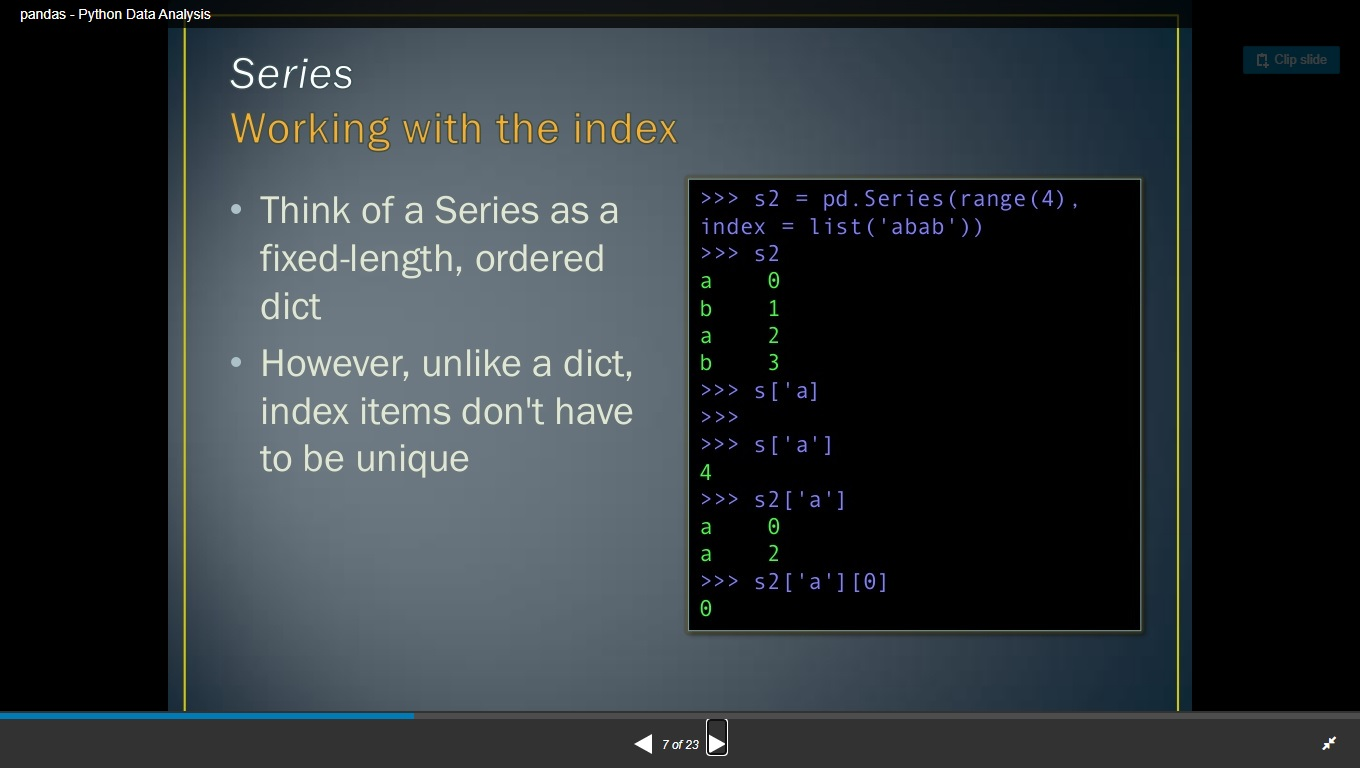 pandas - Python Data Analysis
Clip slide
Series
Working with the index
• Think of a Series as a
fixed-length, ordered
dict
• However, unlike a dict,
index items don't have
to be unique
>>> s2 = pd.Series(range(4),
index = list('abab'))
>>> s2
a    0
b    1
a    2
b    3
>>> s['a]
>>>
>>> s['a']
4
>>> s2['a']
a    0
a    2
>>> s2['a'][0]
0
7 of 23